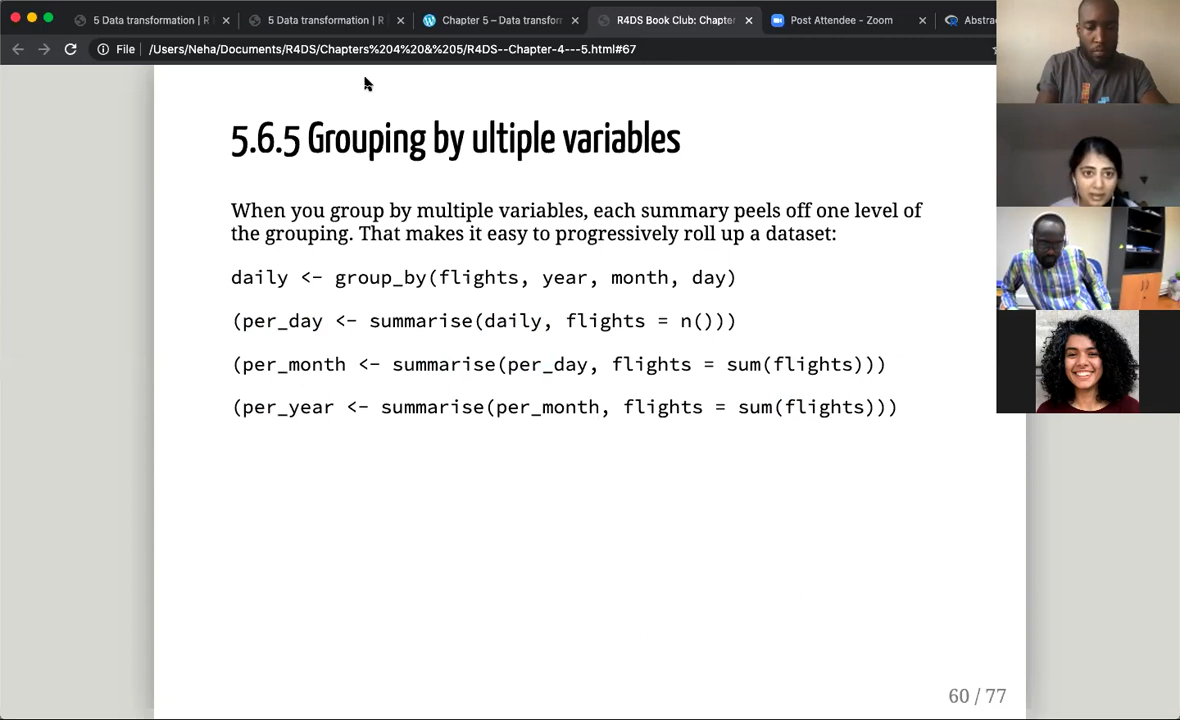 5 Data transformation | R
5 Data transformation | R
Chapter 5 – Data transfor
R4DS Book Club: Chapte
Post Attendee - Zoom
Abstrac
File
/Users/Neha/Documents/R4DS/Chapters%204%20&%205/R4DS--Chapter-4---5.html#67
5.6.5 Grouping by ultiple variables
When you group by multiple variables, each summary peels off one level of
the grouping. That makes it easy to progressively roll up a dataset:
daily <- group_by(flights, year, month, day)
(per_day <- summarise(daily, flights = n()))
(per_month <- summarise(per_day, flights = sum(flights)))
(per_year <- summarise(per_month, flights = sum(flights)))
60 / 77